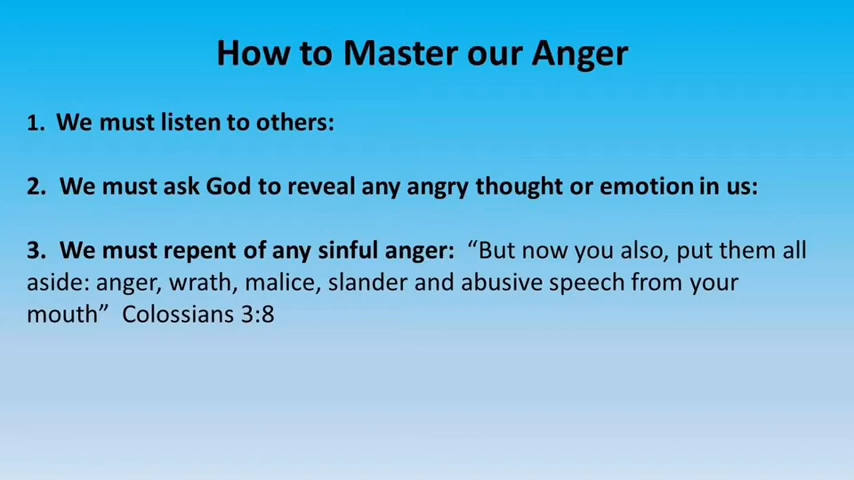 How to Master our Anger
1. We must listen to others:
2. We must ask God to reveal any angry thought or emotion in us:
3. We must repent of any sinful anger: “But now you also, put them all
aside: anger, wrath, malice, slander and abusive speech from your
mouth” Colossians 3:8